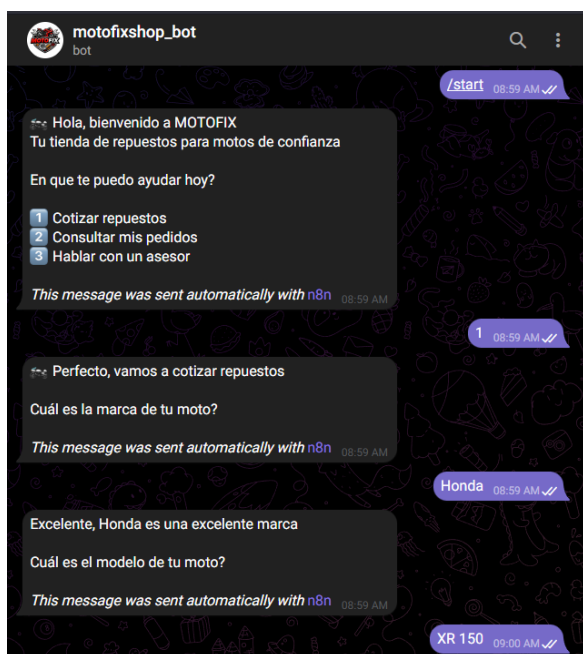 motofixshop_bot
bot
MOTOFIX
/start 08:59 AM
🏍️ Hola, bienvenido a MOTOFIX
Tu tienda de repuestos para motos de confianza
En que te puedo ayudar hoy?
1️⃣ Cotizar repuestos
2️⃣ Consultar mis pedidos
3️⃣ Hablar con un asesor
This message was sent automatically with n8n 08:59 AM
1 08:59 AM
🏍️ Perfecto, vamos a cotizar repuestos
Cuál es la marca de tu moto?
This message was sent automatically with n8n 08:59 AM
Honda 08:59 AM
Excelente, Honda es una excelente marca
Cuál es el modelo de tu moto?
This message was sent automatically with n8n 08:59 AM
XR 150 09:00 AM